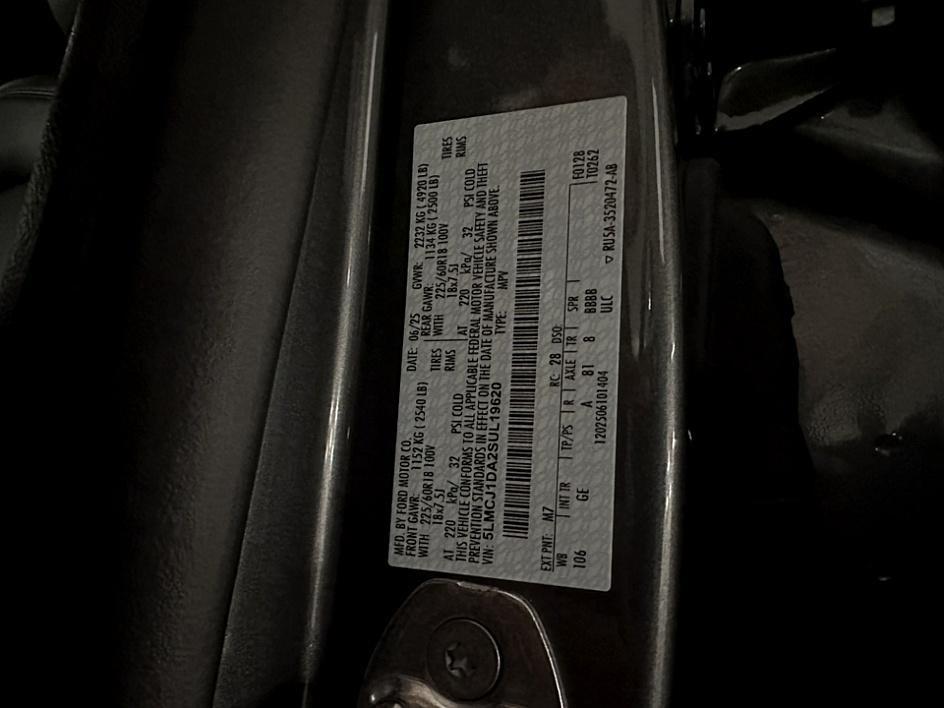 MFD. BY FORD MOTOR CO.
DATE: 06/25 GVWR: 2232 KG ( 4920 LB)
FRONT GAWR: 1152 KG ( 2540 LB)
REAR GAWR: 1134 KG ( 2500 LB)
WITH 225/60R18 100V TIRES
WITH 225/60R18 100V TIRES
18x7.5J RIMS
18x7.5J RIMS
AT 220 kPa/ 32 PSI COLD
AT 220 kPa/ 32 PSI COLD
THIS VEHICLE CONFORMS TO ALL APPLICABLE FEDERAL MOTOR VEHICLE SAFETY AND THEFT
PREVENTION STANDARDS IN EFFECT ON THE DATE OF MANUFACTURE SHOWN ABOVE.
VIN: 5LMCJ1DA2SUL19620
TYPE: MPV
EXT PNT: M7 RC: 28 DSO: F0128
WB INT TR TP/PS R AXLE TR SPR T0262
106 GE A 81 8 BBBB
ULC
1202506101404 ▽ RU5A-3520472-AB